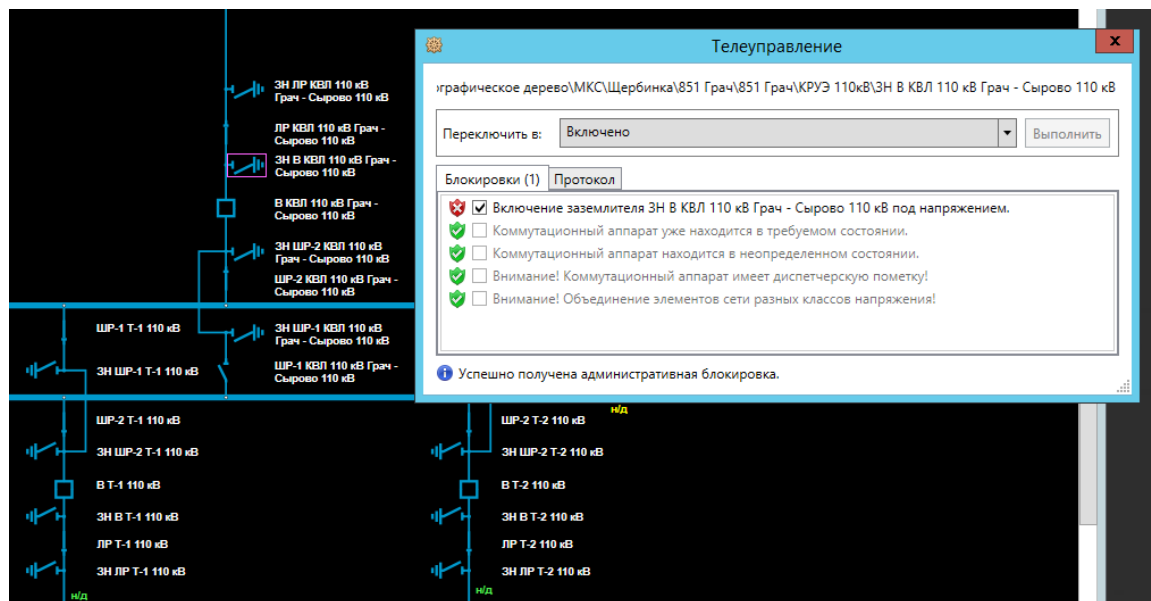 ЗН ЛР КВЛ 110 кВ
Грач - Сырово 110 кВ
ЛР КВЛ 110 кВ Грач -
Сырово 110 кВ
ЗН В КВЛ 110 кВ Грач -
Сырово 110 кВ
В КВЛ 110 кВ Грач -
Сырово 110 кВ
ЗН ШР-2 КВЛ 110 кВ
Грач - Сырово 110 кВ
ШР-2 КВЛ 110 кВ Грач -
Сырово 110 кВ
ШР-1 Т-1 110 кВ
ЗН ШР-1 КВЛ 110 кВ
Грач - Сырово 110 кВ
ЗН ШР-1 Т-1 110 кВ
ШР-1 КВЛ 110 кВ Грач -
Сырово 110 кВ
Телеуправление
x
ографическое дерево\МКС\Щербинка\851 Грач\851 Грач\КРУЭ 110кВ\ЗН В КВЛ 110 кВ Грач - Сырово 110 кВ
Переключить в: Включено Выполнить
Блокировки (1) Протокол
Включение заземлителя ЗН В КВЛ 110 кВ Грач - Сырово 110 кВ под напряжением.
Коммутационный аппарат уже находится в требуемом состоянии.
Коммутационный аппарат находится в неопределенном состоянии.
Внимание! Коммутационный аппарат имеет диспетчерскую пометку!
Внимание! Объединение элементов сети разных классов напряжения!
Успешно получена административная блокировка.
н/д
ШР-2 Т-1 110 кВ
ЗН ШР-2 Т-1 110 кВ
В Т-1 110 кВ
ЗН В Т-1 110 кВ
ЛР Т-1 110 кВ
ЗН ЛР Т-1 110 кВ
н/д
ШР-2 Т-2 110 кВ
ЗН ШР-2 Т-2 110 кВ
В Т-2 110 кВ
ЗН В Т-2 110 кВ
ЛР Т-2 110 кВ
ЗН ЛР Т-2 110 кВ
н/д